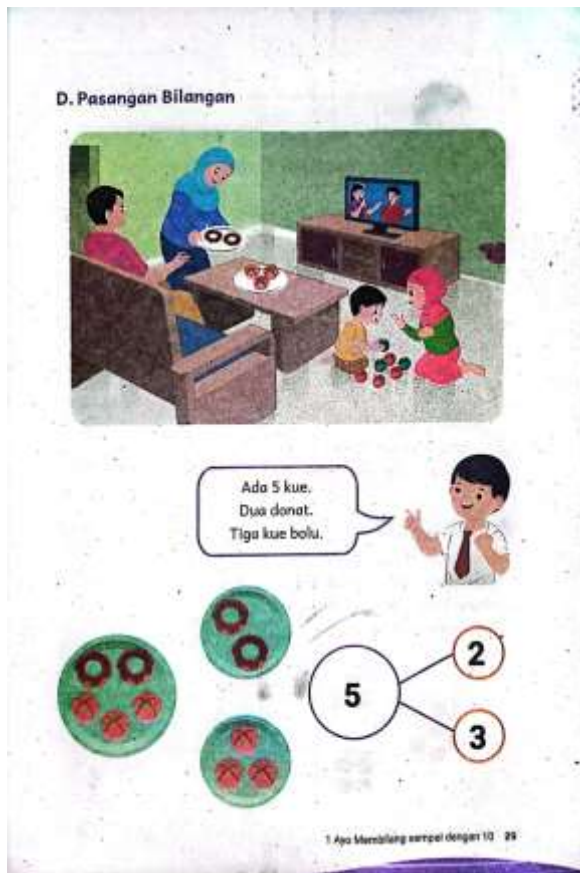 D. Pasangan Bilangan
Ada 5 kue.
Dua donat.
Tiga kue bolu.
5
2
3
1 Ayo Membilang sampai dengan 10 29